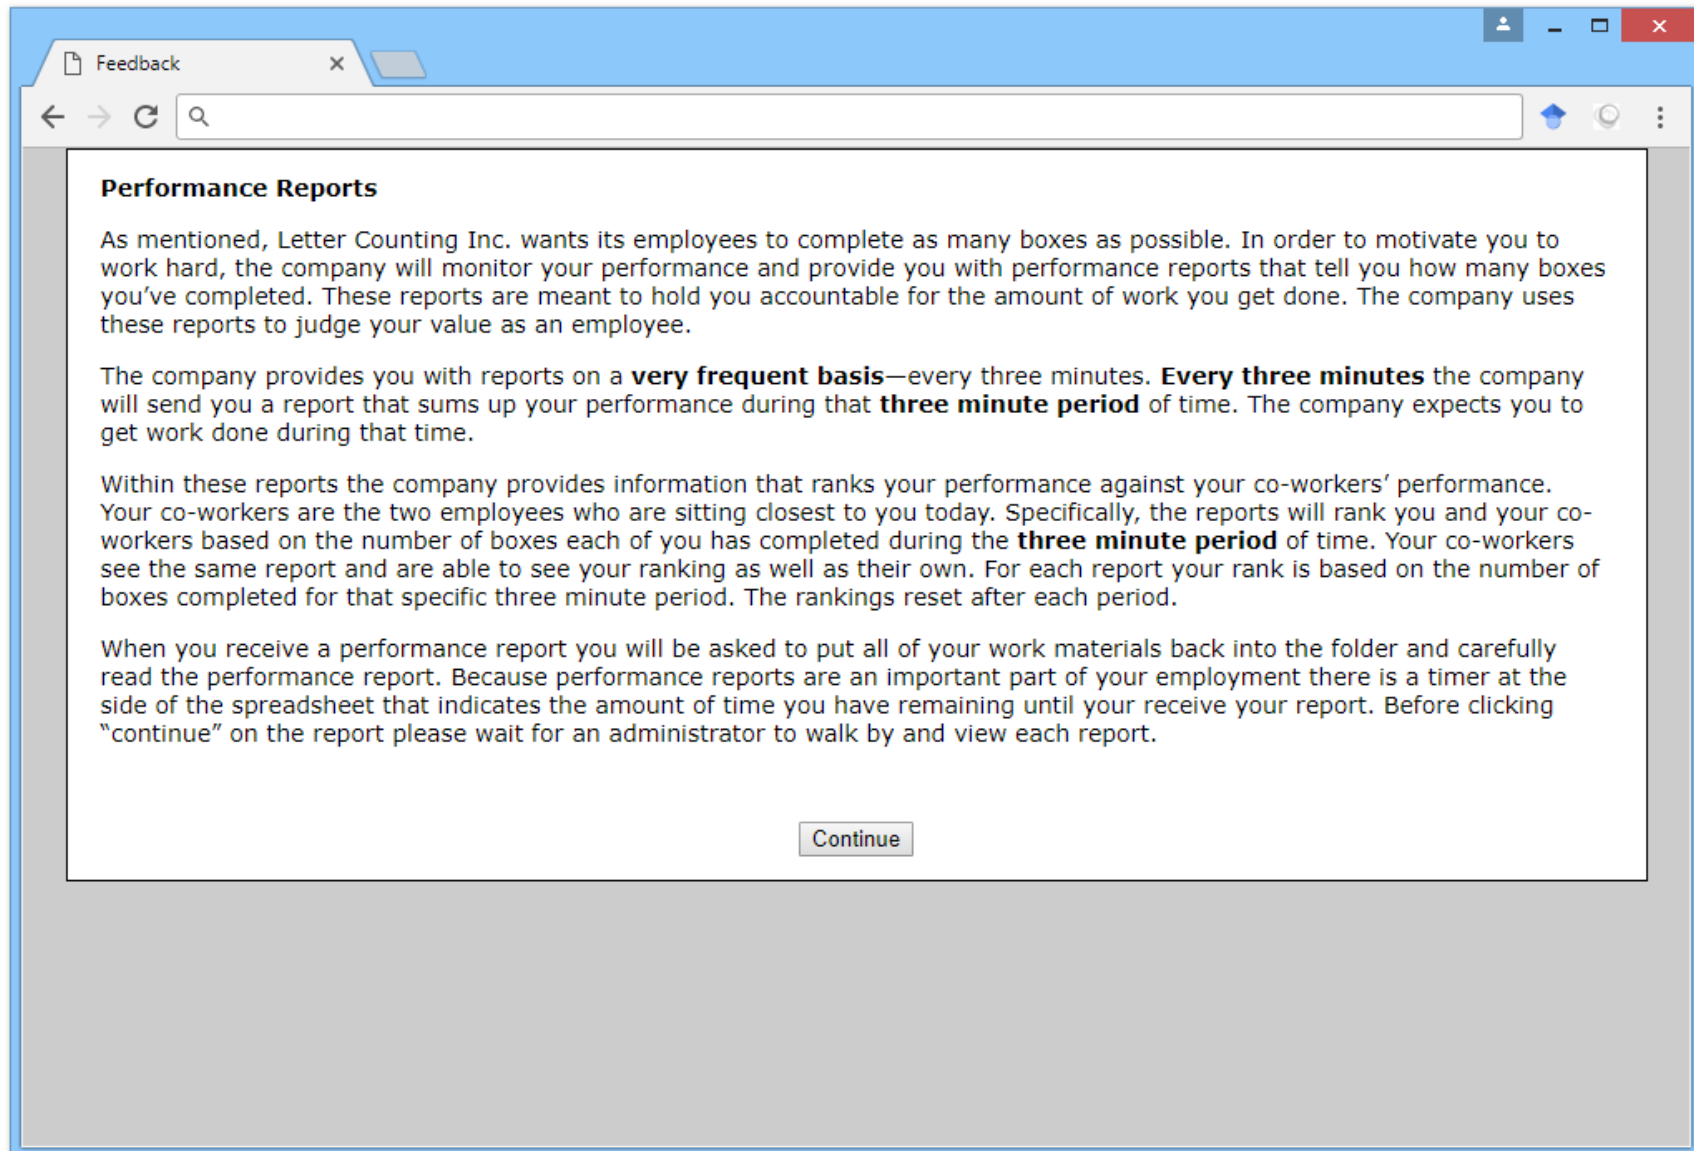 Feedback
Performance Reports
As mentioned, Letter Counting Inc. wants its employees to complete as many boxes as possible. In order to motivate you to
work hard, the company will monitor your performance and provide you with performance reports that tell you how many boxes
you’ve completed. These reports are meant to hold you accountable for the amount of work you get done. The company uses
these reports to judge your value as an employee.
The company provides you with reports on a very frequent basis—every three minutes. Every three minutes the company
will send you a report that sums up your performance during that three minute period of time. The company expects you to
get work done during that time.
Within these reports the company provides information that ranks your performance against your co-workers’ performance.
Your co-workers are the two employees who are sitting closest to you today. Specifically, the reports will rank you and your co-
workers based on the number of boxes each of you has completed during the three minute period of time. Your co-workers
see the same report and are able to see your ranking as well as their own. For each report your rank is based on the number of
boxes completed for that specific three minute period. The rankings reset after each period.
When you receive a performance report you will be asked to put all of your work materials back into the folder and carefully
read the performance report. Because performance reports are an important part of your employment there is a timer at the
side of the spreadsheet that indicates the amount of time you have remaining until your receive your report. Before clicking
“continue” on the report please wait for an administrator to walk by and view each report.
Continue